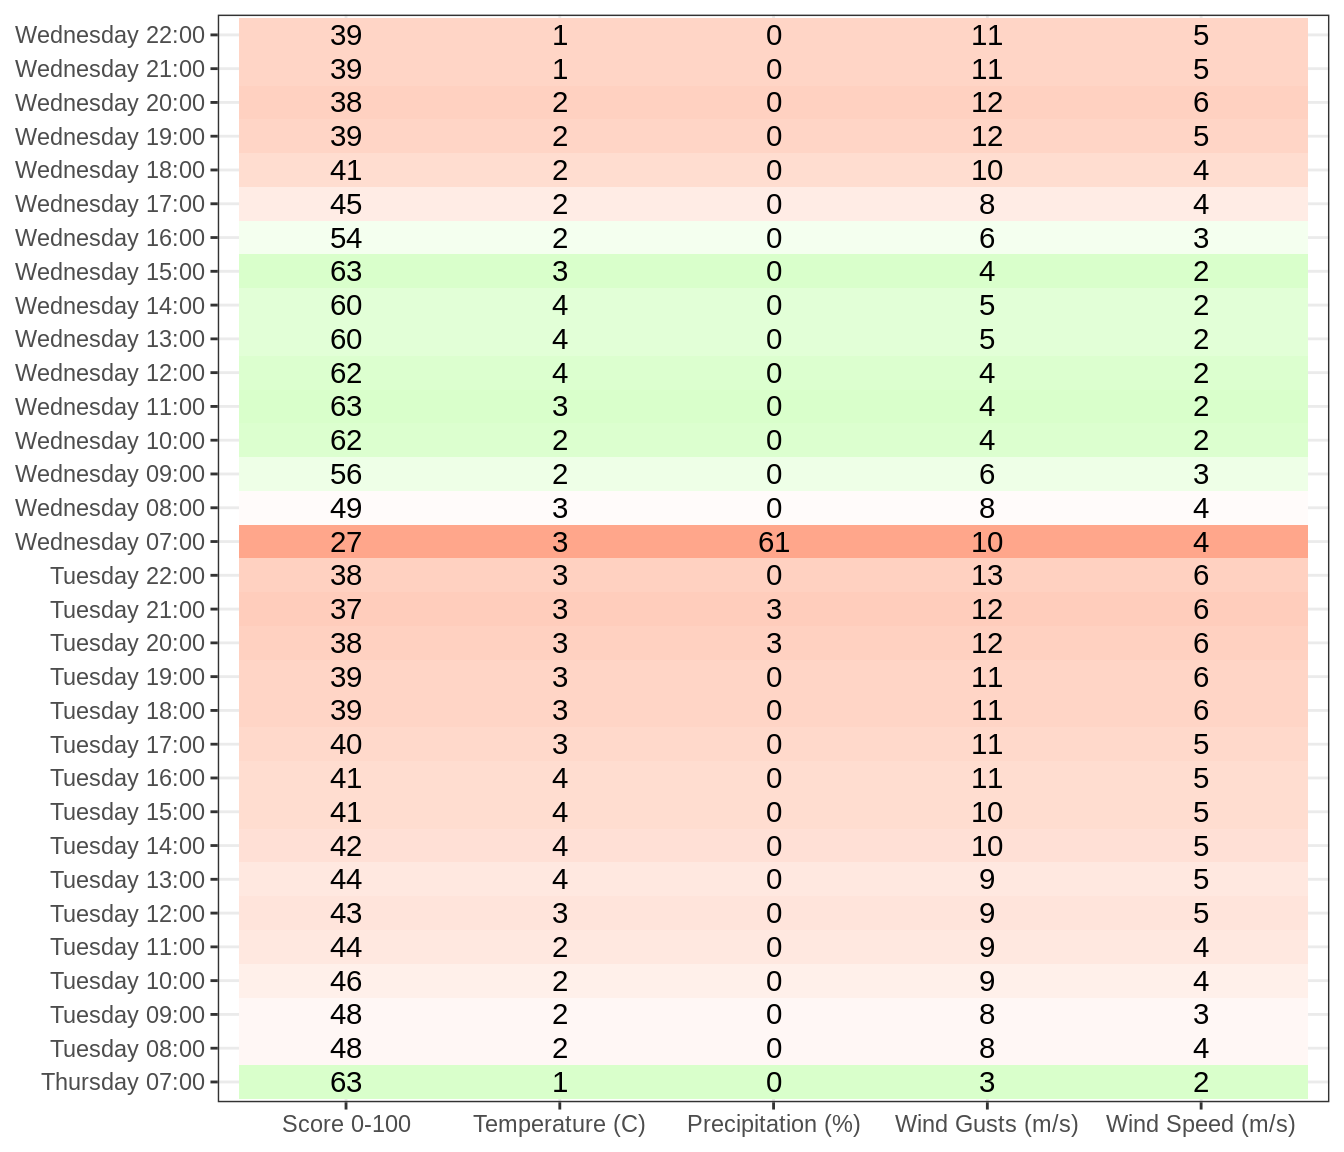 Wednesday 22:00 39 1 0 11 5
Wednesday 21:00 39 1 0 11 5
Wednesday 20:00 38 2 0 12 6
Wednesday 19:00 39 2 0 12 5
Wednesday 18:00 41 2 0 10 4
Wednesday 17:00 45 2 0 8 4
Wednesday 16:00 54 2 0 6 3
Wednesday 15:00 63 3 0 4 2
Wednesday 14:00 60 4 0 5 2
Wednesday 13:00 60 4 0 5 2
Wednesday 12:00 62 4 0 4 2
Wednesday 11:00 63 3 0 4 2
Wednesday 10:00 62 2 0 4 2
Wednesday 09:00 56 2 0 6 3
Wednesday 08:00 49 3 0 8 4
Wednesday 07:00 27 3 61 10 4
Tuesday 22:00 38 3 0 13 6
Tuesday 21:00 37 3 3 12 6
Tuesday 20:00 38 3 3 12 6
Tuesday 19:00 39 3 0 11 6
Tuesday 18:00 39 3 0 11 6
Tuesday 17:00 40 3 0 11 5
Tuesday 16:00 41 4 0 11 5
Tuesday 15:00 41 4 0 10 5
Tuesday 14:00 42 4 0 10 5
Tuesday 13:00 44 4 0 9 5
Tuesday 12:00 43 3 0 9 5
Tuesday 11:00 44 2 0 9 4
Tuesday 10:00 46 2 0 9 4
Tuesday 09:00 48 2 0 8 3
Tuesday 08:00 48 2 0 8 4
Thursday 07:00 63 1 0 3 2
Score 0-100 Temperature (C) Precipitation (%) Wind Gusts (m/s) Wind Speed (m/s)